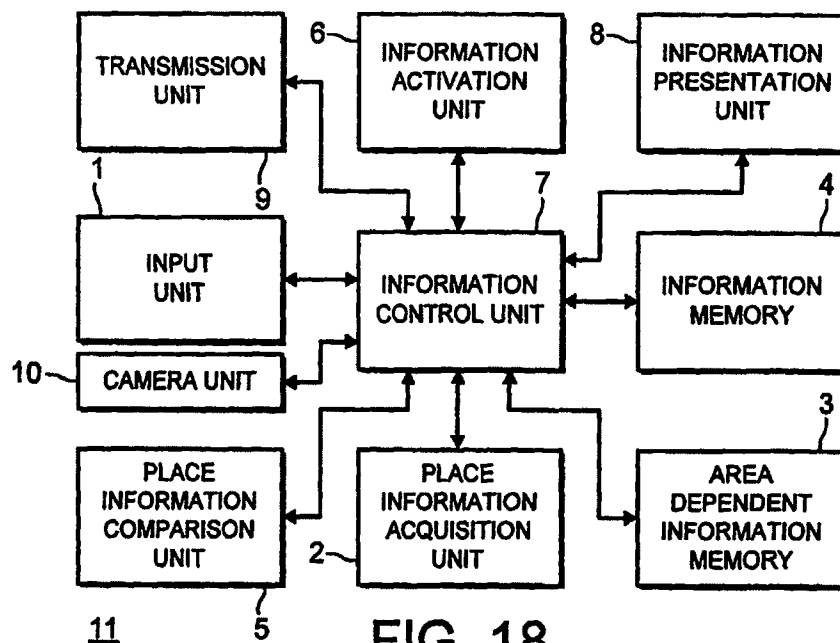 6
8
TRANSMISSION
UNIT
INFORMATION
ACTIVATION
UNIT
INFORMATION
PRESENTATION
UNIT
1
9
7
4
INPUT
UNIT
INFORMATION
CONTROL UNIT
INFORMATION
MEMORY
10
CAMERA UNIT
3
PLACE
INFORMATION
COMPARISON
UNIT
PLACE
INFORMATION
ACQUISITION
UNIT
AREA
DEPENDENT
INFORMATION
MEMORY
2
11
5
FIG. 18